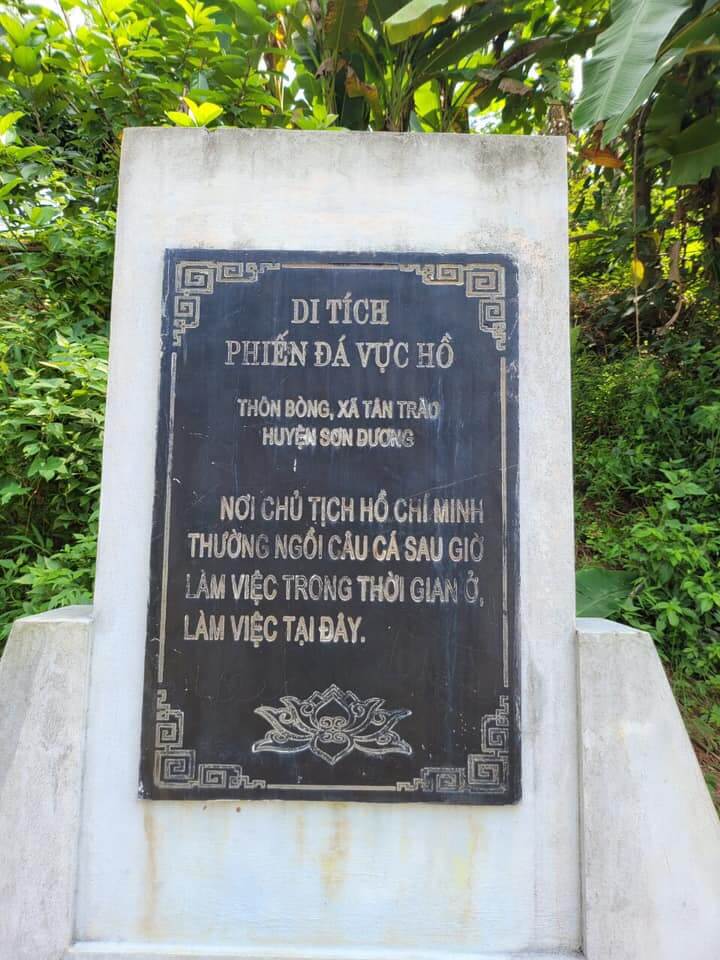 DI TÍCH
PHIẾN ĐÁ VỰC HỒ
THÔN BÒNG, XÃ TÂN TRÀO
HUYỆN SƠN DƯƠNG
NƠI CHỦ TỊCH HỒ CHÍ MINH
THƯỜNG NGỒI CÂU CÁ SAU GIỜ
LÀM VIỆC TRONG THỜI GIAN Ở,
LÀM VIỆC TẠI ĐÂY.